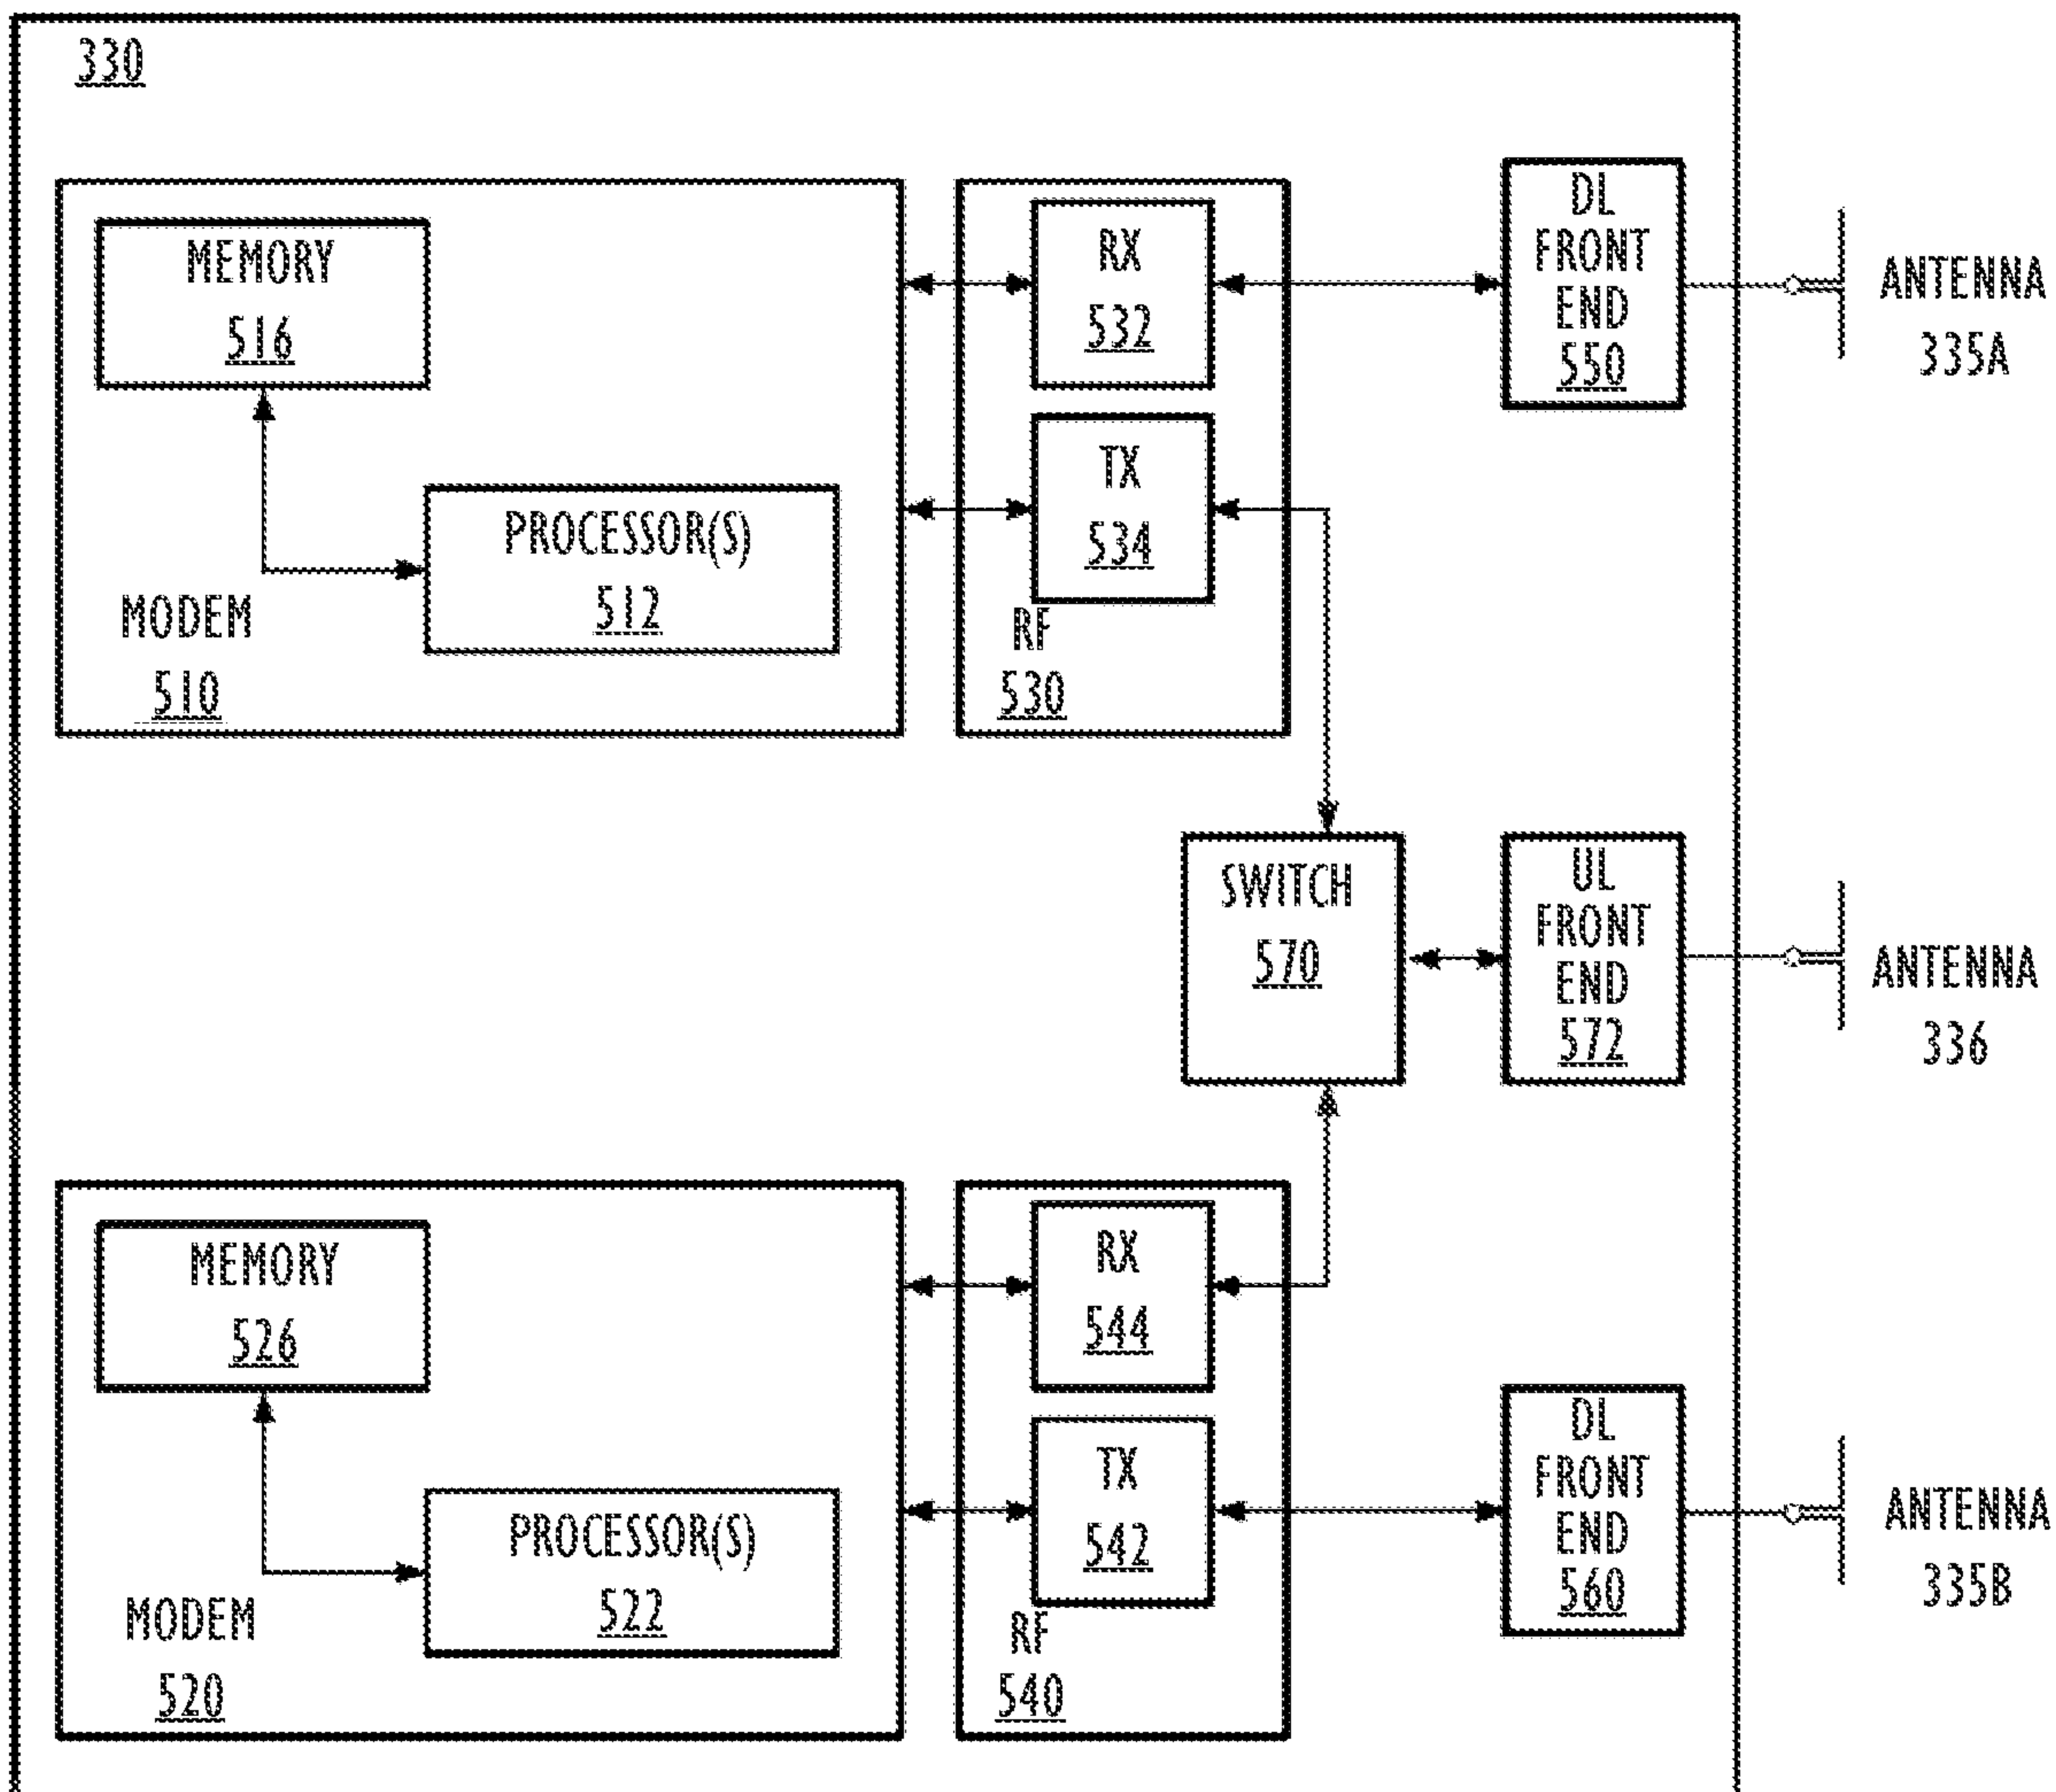 330
MEMORY
516
PROCESSOR(S)
512
MODEM
510
RX
532
TX
534
RF
530
DL
FRONT
END
550
ANTENNA
335A
SWITCH
570
UL
FRONT
END
572
ANTENNA
336
MEMORY
526
PROCESSOR(S)
522
MODEM
520
RX
544
TX
542
RF
540
DL
FRONT
END
560
ANTENNA
335B